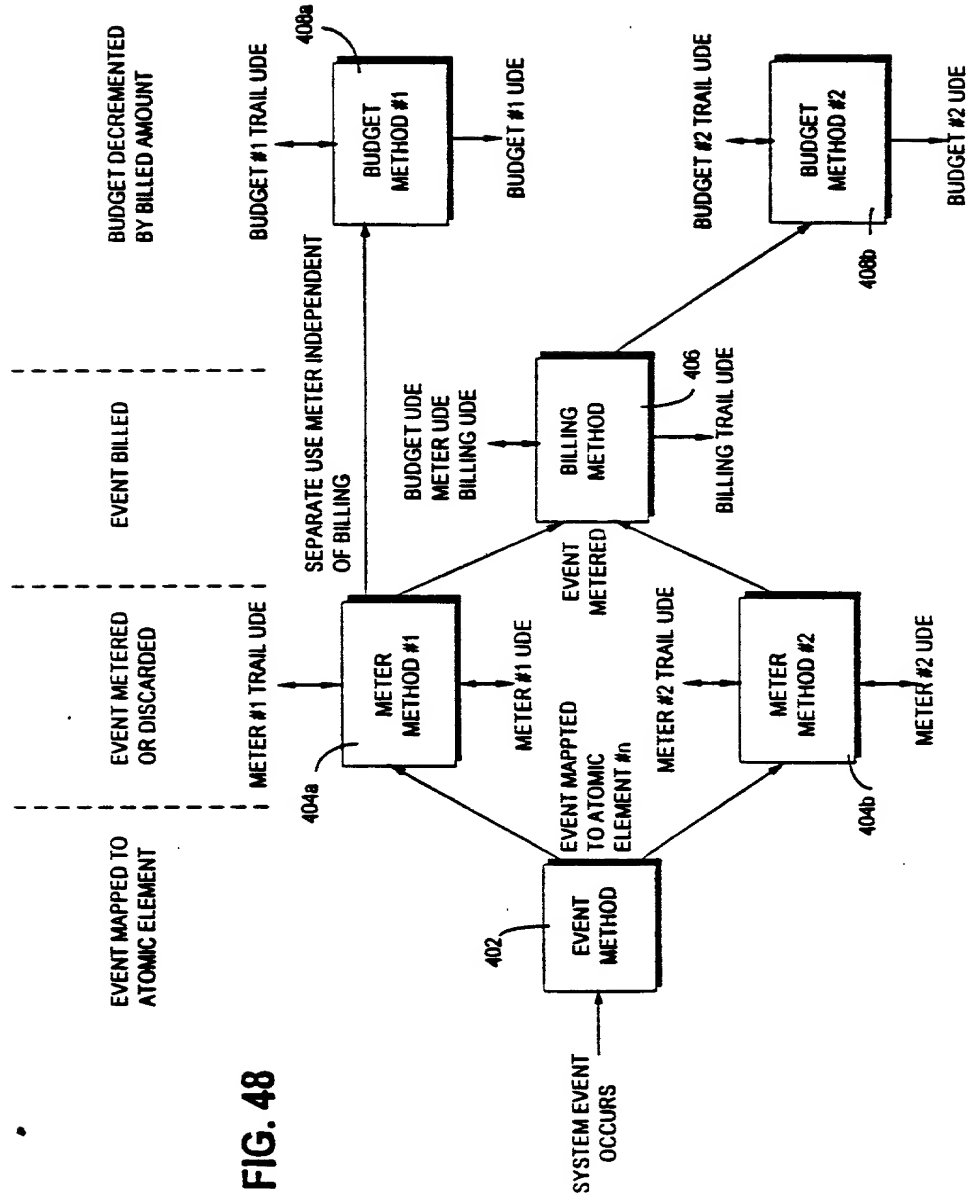 FIG. 48
EVENT MAPPED TO
ATOMIC ELEMENT
EVENT METERED
OR DISCARDED
EVENT BILLED
BUDGET DECREMENTED
BY BILLED AMOUNT
SYSTEM EVENT
OCCURS
402
EVENT
METHOD
EVENT MAPPTED
TO ATOMIC
ELEMENT #n
METER #1 TRAIL UDE
404a
METER
METHOD #1
METER #1 UDE
METER #2 TRAIL UDE
METER
METHOD #2
404b
METER #2 UDE
SEPARATE USE METER INDEPENDENT
OF BILLING
EVENT
METERED
BUDGET UDE
METER UDE
BILLING UDE
BILLING
METHOD
406
BILLING TRAIL UDE
BUDGET #1 TRAIL UDE
408a
BUDGET
METHOD #1
BUDGET #1 UDE
BUDGET #2 TRAIL UDE
BUDGET
METHOD #2
408b
BUDGET #2 UDE